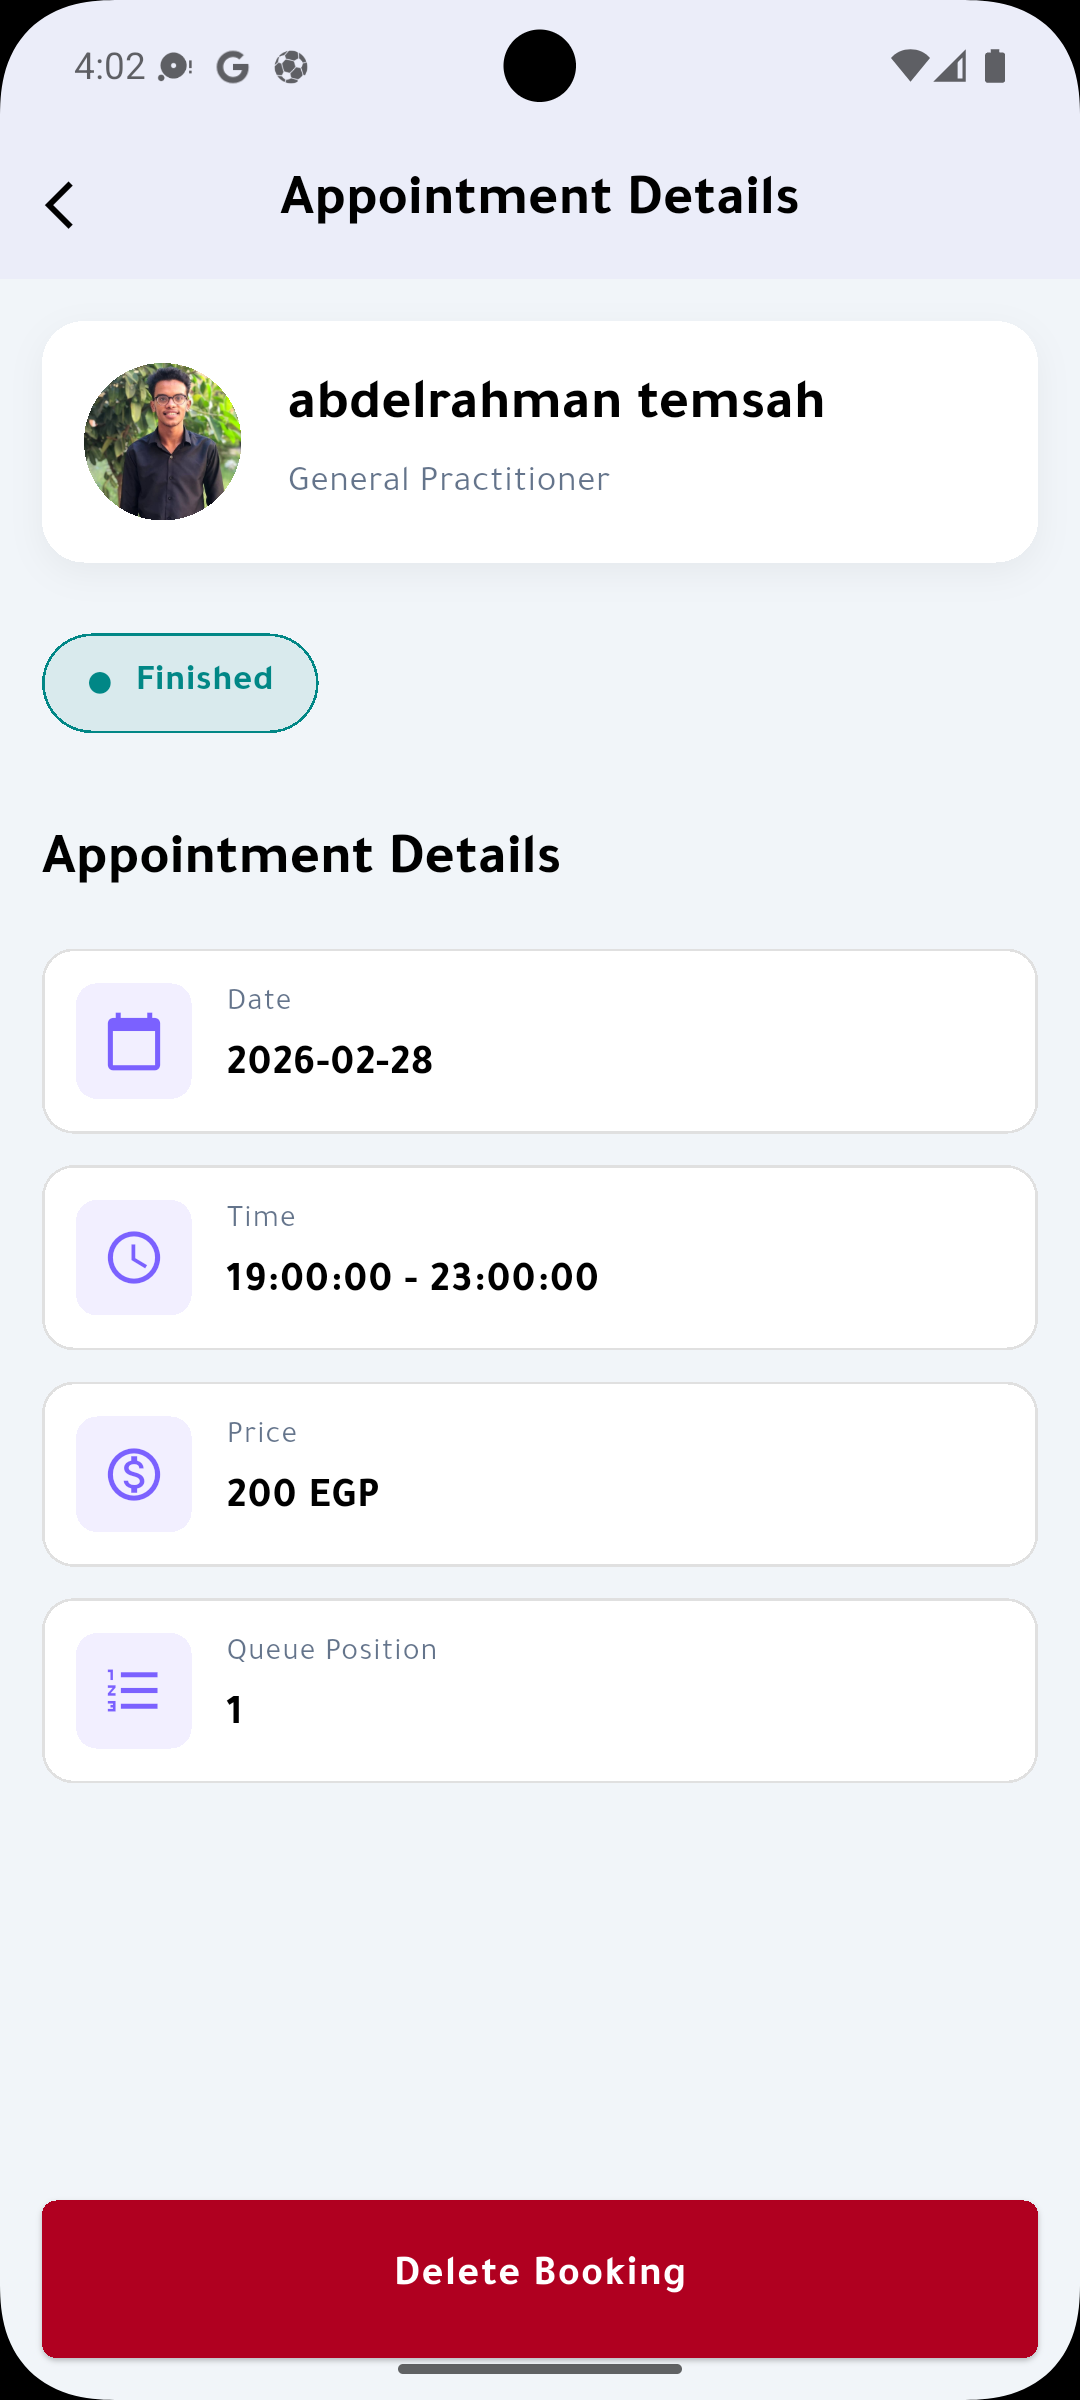 4:02
Appointment Details
abdelrahman temsah
General Practitioner
Finished
Appointment Details
Date
2026-02-28
Time
19:00:00 - 23:00:00
Price
200 EGP
Queue Position
1
Delete Booking